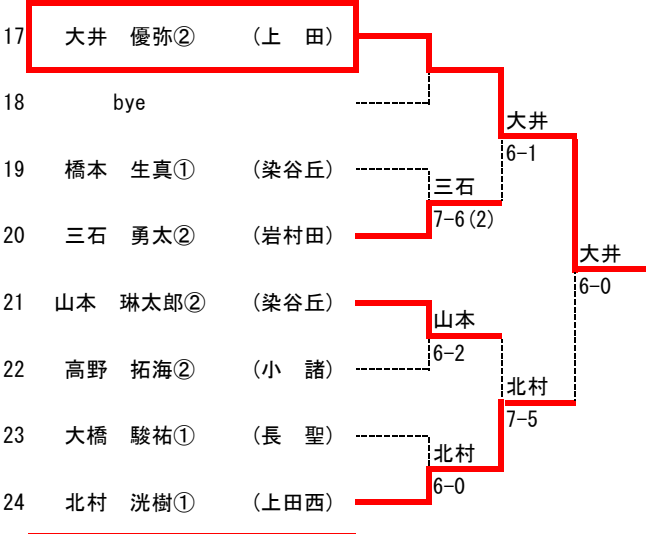 17 大井 優弥② (上 田)
18 bye
大井
6-1
19 橋本 生真① (染谷丘)
三石
7-6(2)
20 三石 勇太② (岩村田)
大井
6-0
21 山本 琳太郎② (染谷丘)
山本
6-2
22 高野 拓海② (小 諸)
北村
7-5
23 大橋 駿祐① (長 聖)
北村
6-0
24 北村 洸樹① (上田西)